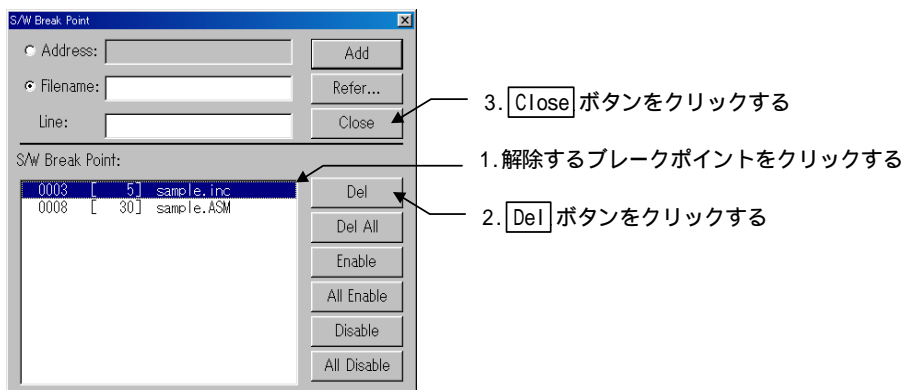 S/W Break Point
Address:
Add
Filename:
Refer...
Line:
Close
3. Close ボタンをクリックする
S/W Break Point:
1.解除するブレークポイントをクリックする
0003 [ 5] sample.inc
0008 [ 30] sample.ASM
Del
2. Del ボタンをクリックする
Del All
Enable
All Enable
Disable
All Disable